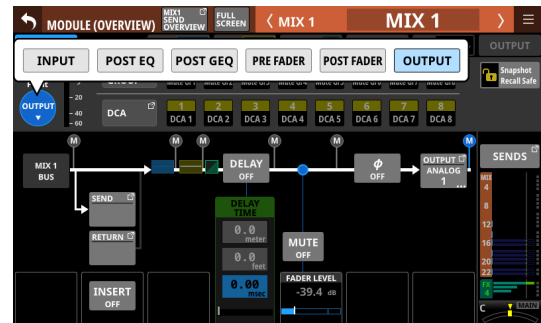 MODULE (OVERVIEW)
MIX1
SEND
OVERVIEW
FULL
SCREEN
MIX 1
MIX 1
OUTPUT
INPUT
POST EQ
POST GEQ
PRE FADER
POST FADER
OUTPUT
Snapshot
Recall Safe
OUTPUT
- 20
- 40
- 60
DCA
1
DCA 1
2
DCA 2
3
DCA 3
4
DCA 4
5
DCA 5
6
DCA 6
7
DCA 7
8
DCA 8
M
M
M
M
M
M
MIX 1
BUS
DELAY
OFF
ϕ
OFF
OUTPUT
ANALOG
1
...
SENDS
SEND
RETURN
DELAY
TIME
0.0
meter
0.0
feet
0.00
msec
MUTE
OFF
INSERT
OFF
FADER LEVEL
-39.4 dB
MIX
4
8
12
16
20
22
FX
4
C
MAIN